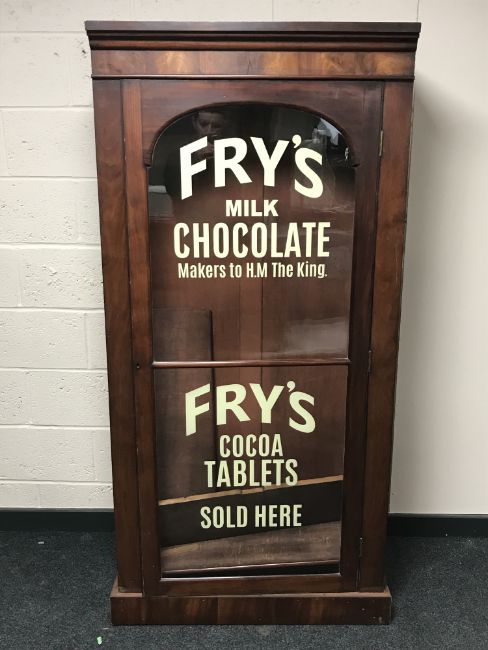 FRY'S
MILK
CHOCOLATE
Makers to H.M The King.
FRY'S
COCOA
TABLETS
SOLD HERE